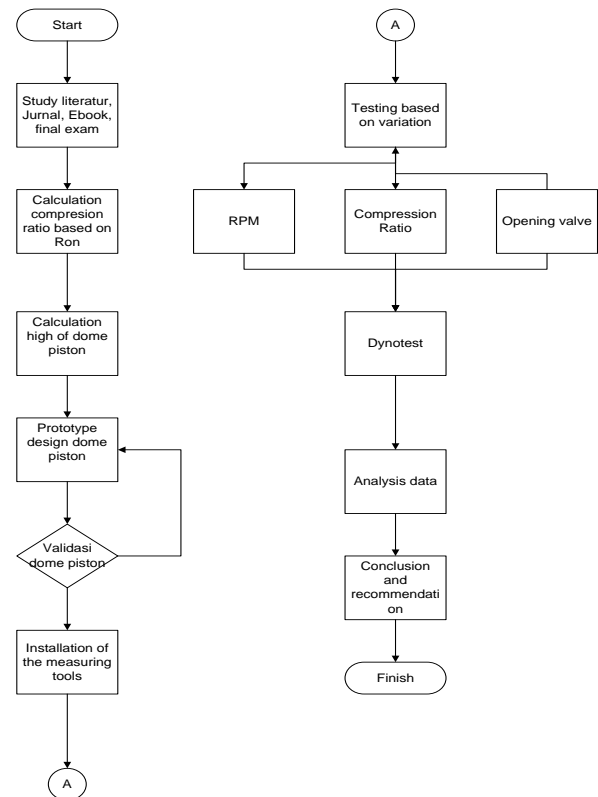 Start
Study literatur,
Jurnal, Ebook,
final exam
Calculation
compresion
ratio based on
Ron
Calculation
high of dome
piston
Prototype
design dome
piston
Validasi
dome piston
Installation of
the measuring
tools
A
A
Testing based
on variation
RPM
Compression
Ratio
Opening valve
Dynotest
Analysis data
Conclusion
and
recommendati
on
Finish